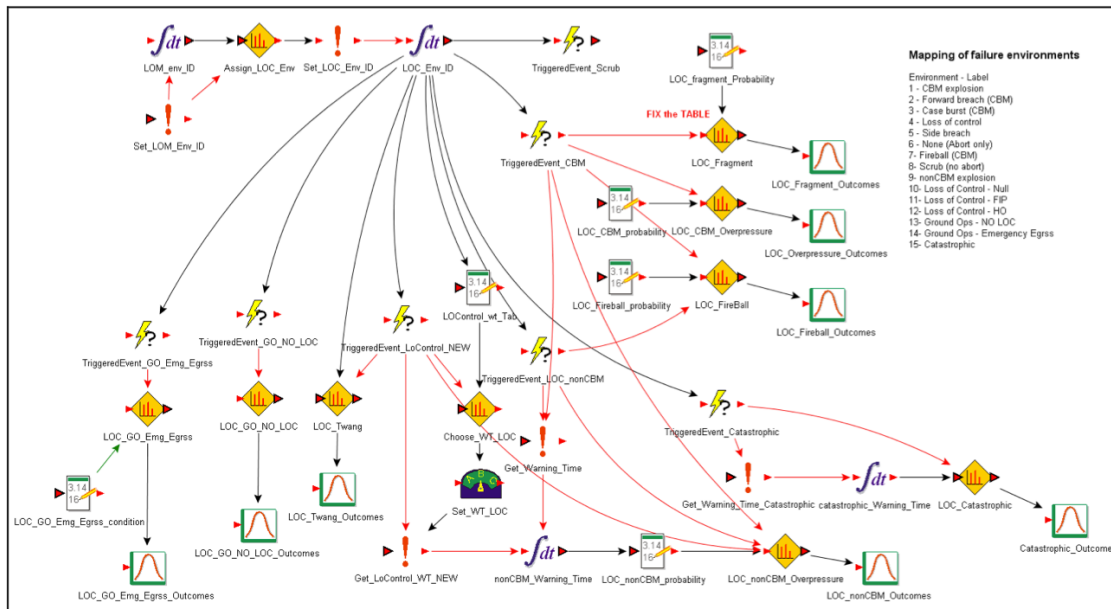 LOM_env_ID
Assign_LOC_Env
Set_LOC_Env_ID
LOC_Env_ID
TriggeredEvent_Scrub
Set_LOM_Env_ID
3.14
16
LOC_fragment_Probability
FIX the TABLE
TriggeredEvent_CBM
LOC_Fragment
LOC_Fragment_Outcomes
3.14
16
LOC_CBM_probability
LOC_CBM_Overpressure
LOC_Overpressure_Outcomes
3.14
16
LOC_Fireball_probability
LOC_FireBall
LOC_Fireball_Outcomes
Mapping of failure environments
Environment - Label
1 - CBM explosion
2 - Forward breach (CBM)
3 - Case burst (CBM)
4 - Loss of control
5 - Side breach
6 - None (Abort only)
7 - Fireball (CBM)
8- Scrub (no abort)
9- nonCBM explosion
10- Loss of Control - Null
11- Loss of Control - FIP
12- Loss of Control - HO
13- Ground Ops - NO LOC
14- Ground Ops - Emergency Egrss
15- Catastrophic
3.14
16
LOControl_wt_Tab
TriggeredEvent_GO_Emg_Egrss
TriggeredEvent_GO_NO_LOC
TriggeredEvent_LoControl_NEW
TriggeredEvent_LOC_nonCBM
TriggeredEvent_Catastrophic
LOC_GO_Emg_Egrss
LOC_GO_NO_LOC
LOC_Twang
Choose_WT_LOC
Get_Warning_Time
3.14
16
LOC_GO_Emg_Egrss_condition
LOC_GO_NO_LOC_Outcomes
LOC_Twang_Outcomes
A B C
Set_WT_LOC
Get_Warning_Time_Catastrophic
catastrophic_Warning_Time
LOC_Catastrophic
Catastrophic_Outcome
LOC_GO_Emg_Egrss_Outcomes
Get_LoControl_WT_NEW
nonCBM_Warning_Time
3.14
16
LOC_nonCBM_probability
LOC_nonCBM_Overpressure
LOC_nonCBM_Outcomes